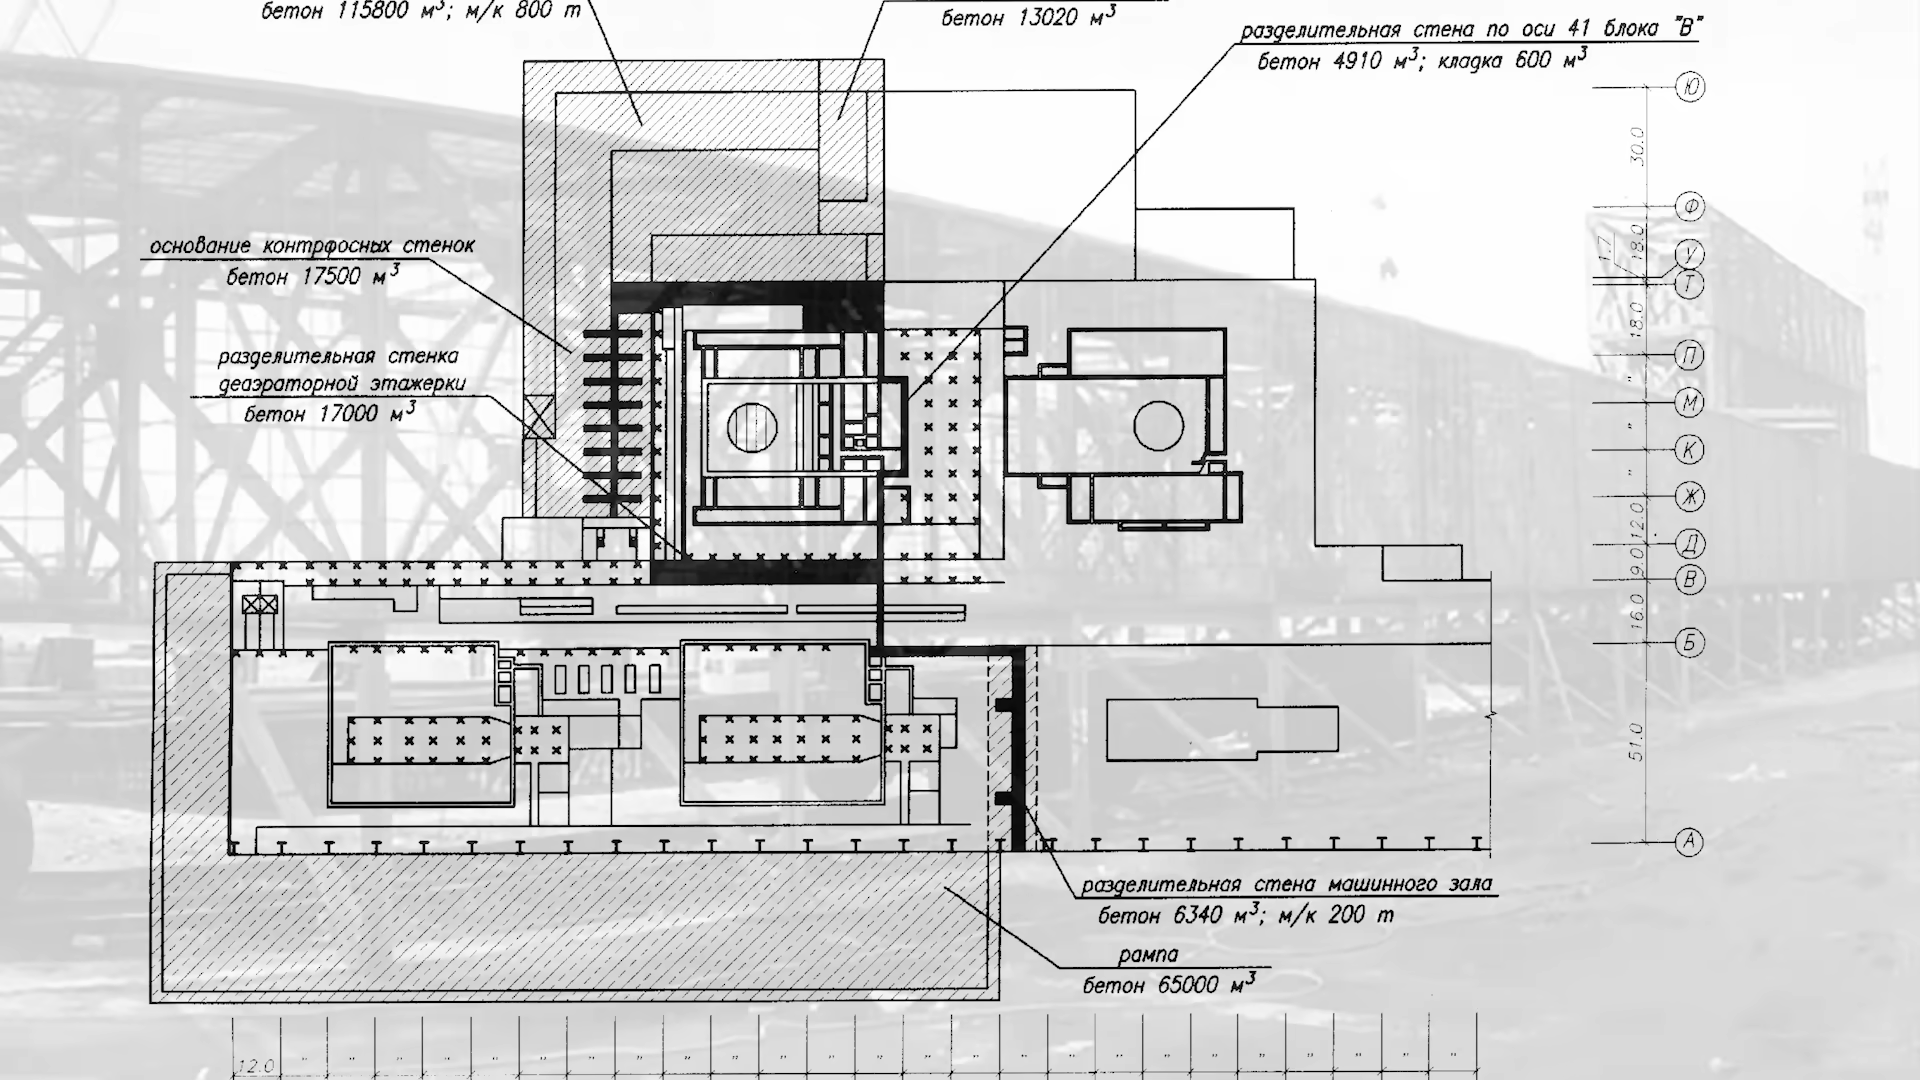 бетон 115800 м³; м/к 800 т
бетон 13020 м³
разделительная стена по оси 41 блока "В"
бетон 4910 м³; кладка 600 м³
основание контрфосных стенок
бетон 17500 м³
разделительная стенка
деаэраторной этажерки
бетон 17000 м³
разделительная стена машинного зала
бетон 6340 м³; м/к 200 т
рампа
бетон 65000 м³
Ю
30.0
Ф
1.7
18.0
У
Т
18.0
П
"
М
"
К
"
Ж
12.0
Д
9.0
В
16.0
Б
51.0
А
12.0 " " " " " " " " " " " " " " " " " " " " " " " " "